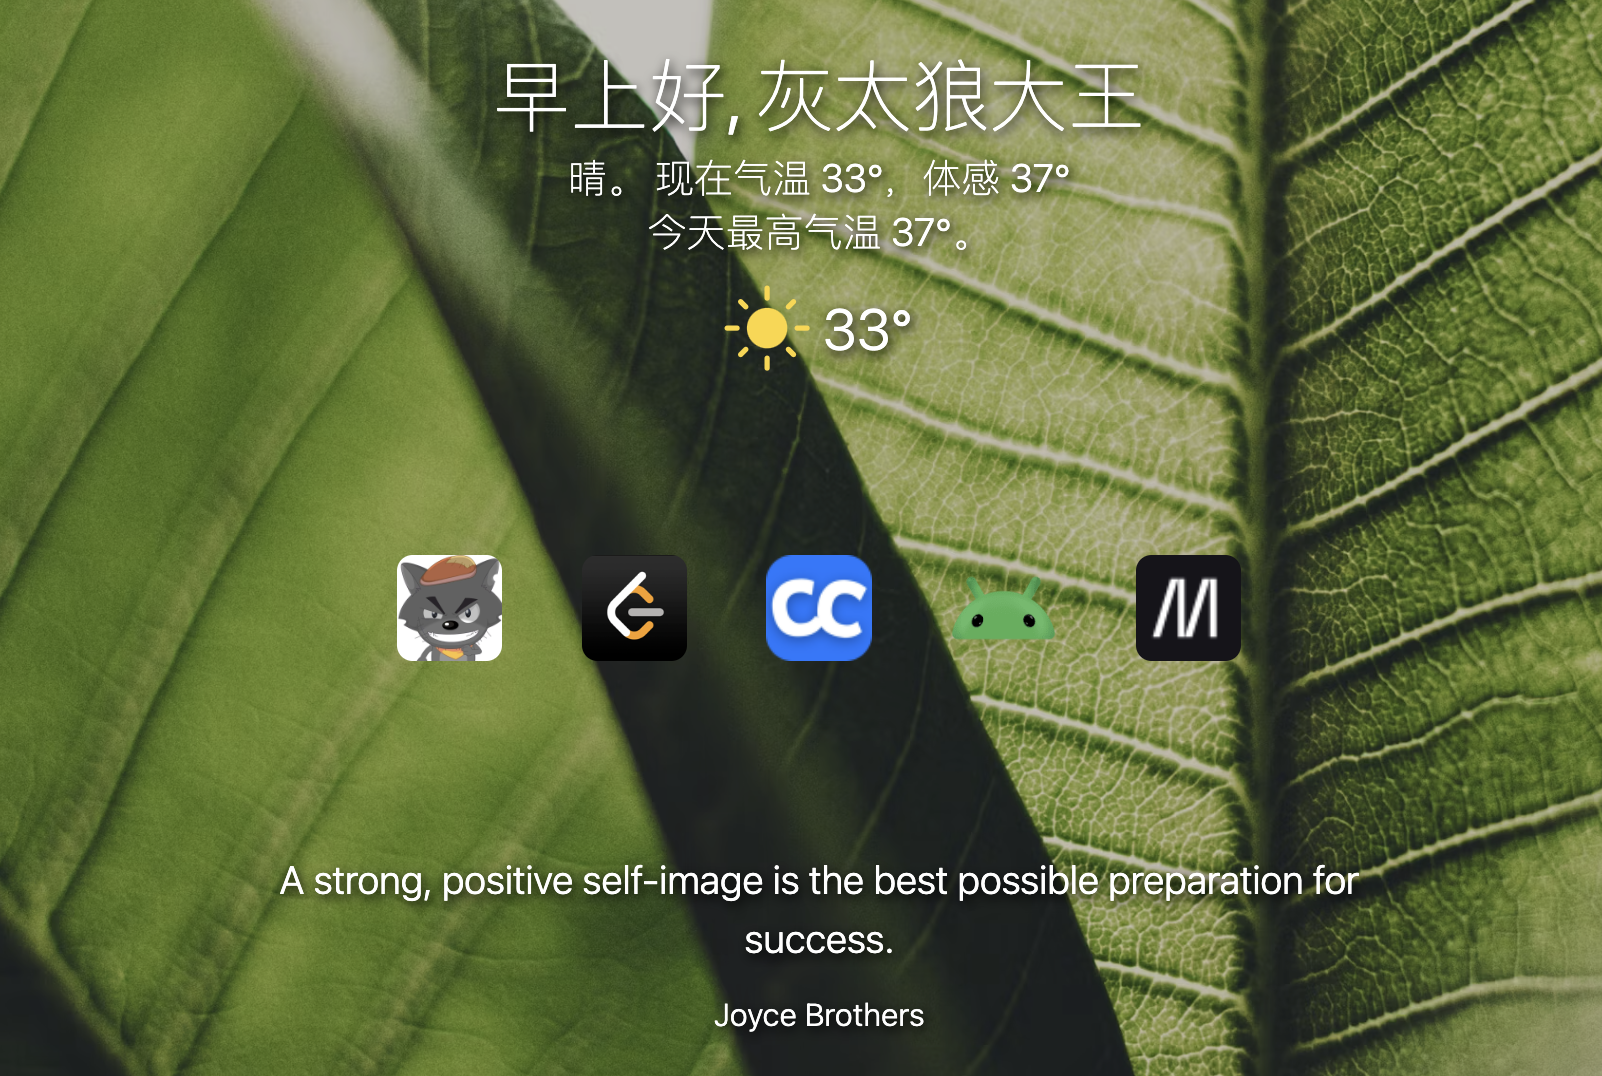 早上好, 灰太狼大王
晴。 现在气温 33°，体感 37°
今天最高气温 37°。
33°
CC
M
A strong, positive self-image is the best possible preparation for
success.
Joyce Brothers